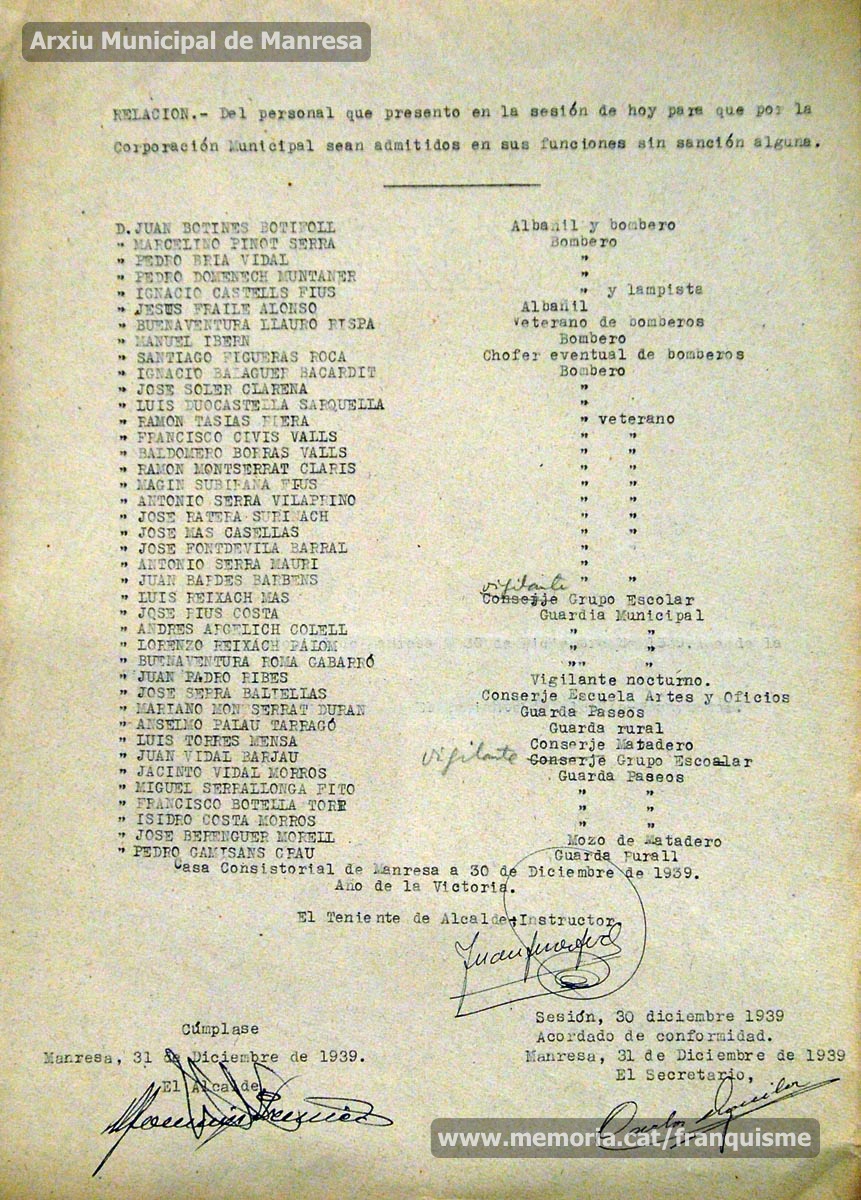 Arxiu Municipal de Manresa
RELACION.- Del personal que presento en la sesión de hoy para que por la
Corporación Municipal sean admitidos en sus funciones sin sanción alguna.
D. JUAN BOTINES BOTIFOLL Albañil y bombero
" MARCELINO PINOT SERRA Bombero
" PEDRO BRIA VIDAL "
" PEDRO DOMENECH MUNTANER "
" IGNACIO CASTELLS FIUS " y lampista
" JESUS FRAILE ALONSO Albañil
" BUENAVENTURA LLAURO RISPA Veterano de bomberos
" MANUEL IBERN Bombero
" SANTIAGO FIGUERAS ROCA Chofer eventual de bomberos
" IGNACIO BALAGUER BACARDIT Bombero
" JOSE SOLER CLARENA "
" LUIS DUOCASTELLA SARQUELLA "
" RAMON TASIAS RIERA " veterano
" FRANCISCO CIVIS VALLS " "
" BALDOMERO BORRAS VALLS " "
" RAMON MONTSERRAT CLARIS " "
" MAGIN SUBIRANA FIUS " "
" ANTONIO SERRA VILAPRINO " "
" JOSE RATERA SURIÑACH " "
" JOSE MAS CASELLAS " "
" JOSE FONTDEVILA BARRAL "
" ANTONIO SERRA MAURI "
" JUAN BARDES BARBENS " "
vigilante
" LUIS REIXACH MAS Conserjje Grupo Escolar
" JOSE RIUS COSTA Guardia Municipal
" ANDRES ARGELICH COLELL " "
" LORENZO REIXACH PALOM " "
" BUENAVENTURA ROMA GABARRÓ "" "
" JUAN PADRO RIBES Vigilante nocturno.
" JOSE SERRA BALTELLAS Conserje Escuela Artes y Oficios
" MARIANO MONTSERRAT DURAN Guarda Paseos
" ANSELMO PALAU TARRAGÓ Guarda rural
" LUIS TORRES MENSA Conserje Matadero
" JUAN VIDAL BARJAU vigilante Conserje Grupo Escoalar
" JACINTO VIDAL MORROS Guarda Paseos
" MIGUEL SERRALLONGA FITO " "
" FRANCISCO BOTELLA TORR " "
" ISIDRO COSTA MORROS " "
" JOSE BERENGUER MORELL Mozo de Matadero
" PEDRO CAMISANS GRAU Guarda Rurall
Casa Consistorial de Manresa a 30 de Diciembre de 1939.
Año de la Victoria.
El Teniente de Alcalde-Instructor,
Sesión, 30 diciembre 1939
Cúmplase Acordado de conformidad.
Manresa, 31 de Diciembre de 1939. Manresa, 31 de Diciembre de 1939
El Alcalde El Secretario,
Carlos Aguilar
www.memoria.cat/franquisme